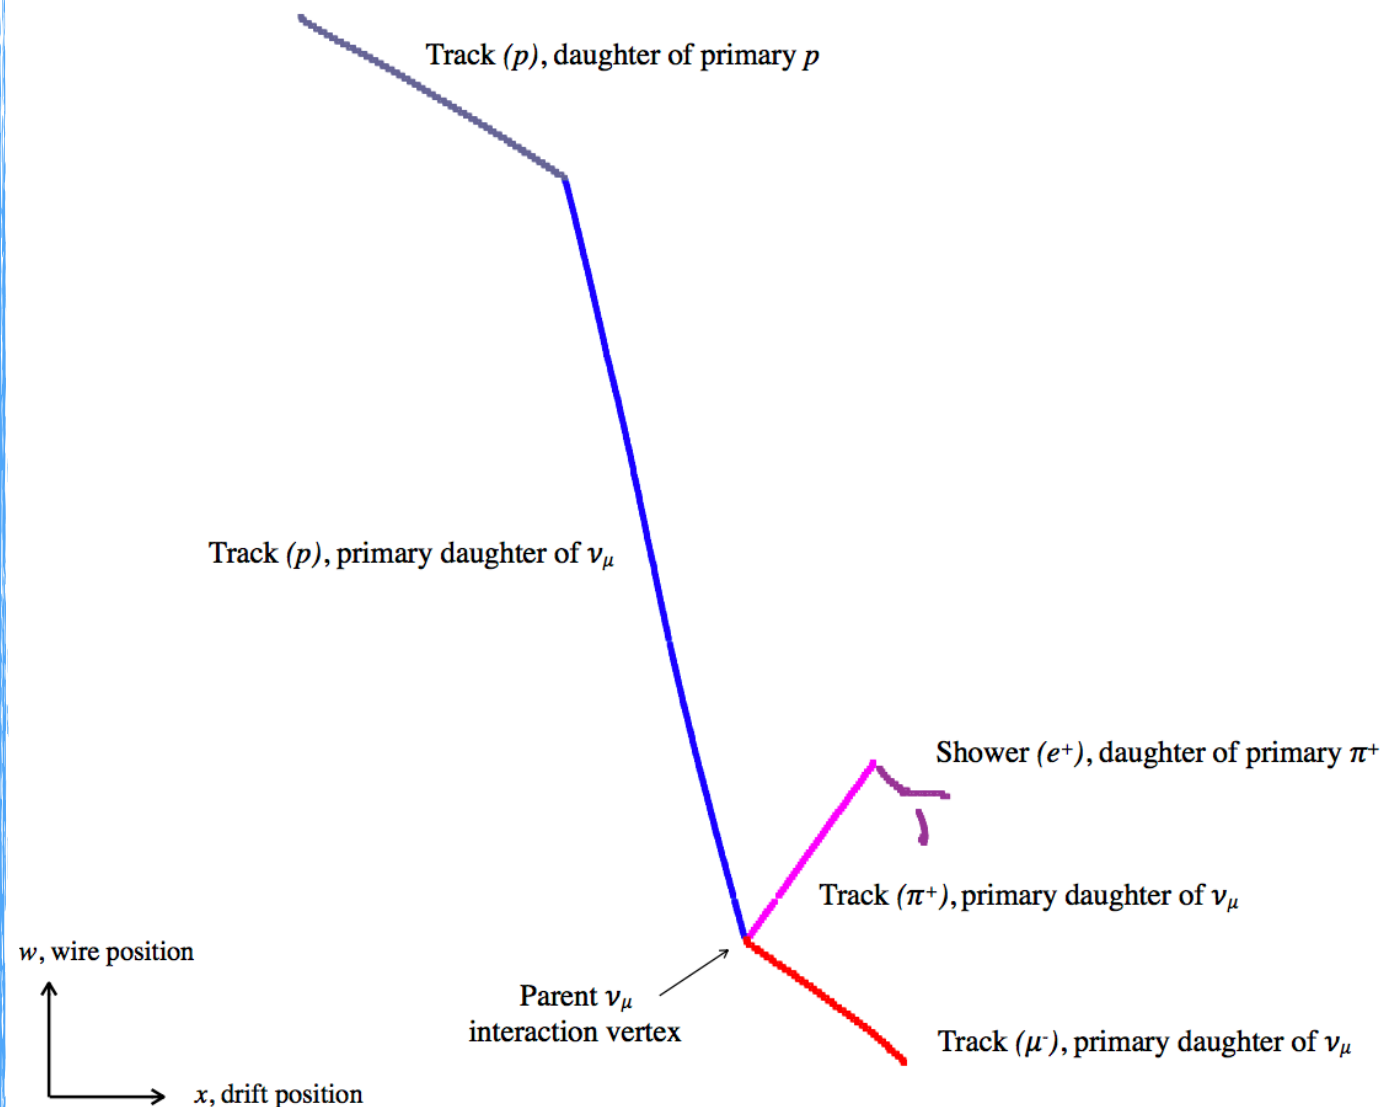 Track (p), daughter of primary p
Track (p), primary daughter of νμ
Shower (e⁺), daughter of primary π⁺
Track (π⁺), primary daughter of νμ
w, wire position
Parent νμ
interaction vertex
Track (μ⁻), primary daughter of νμ
x, drift position